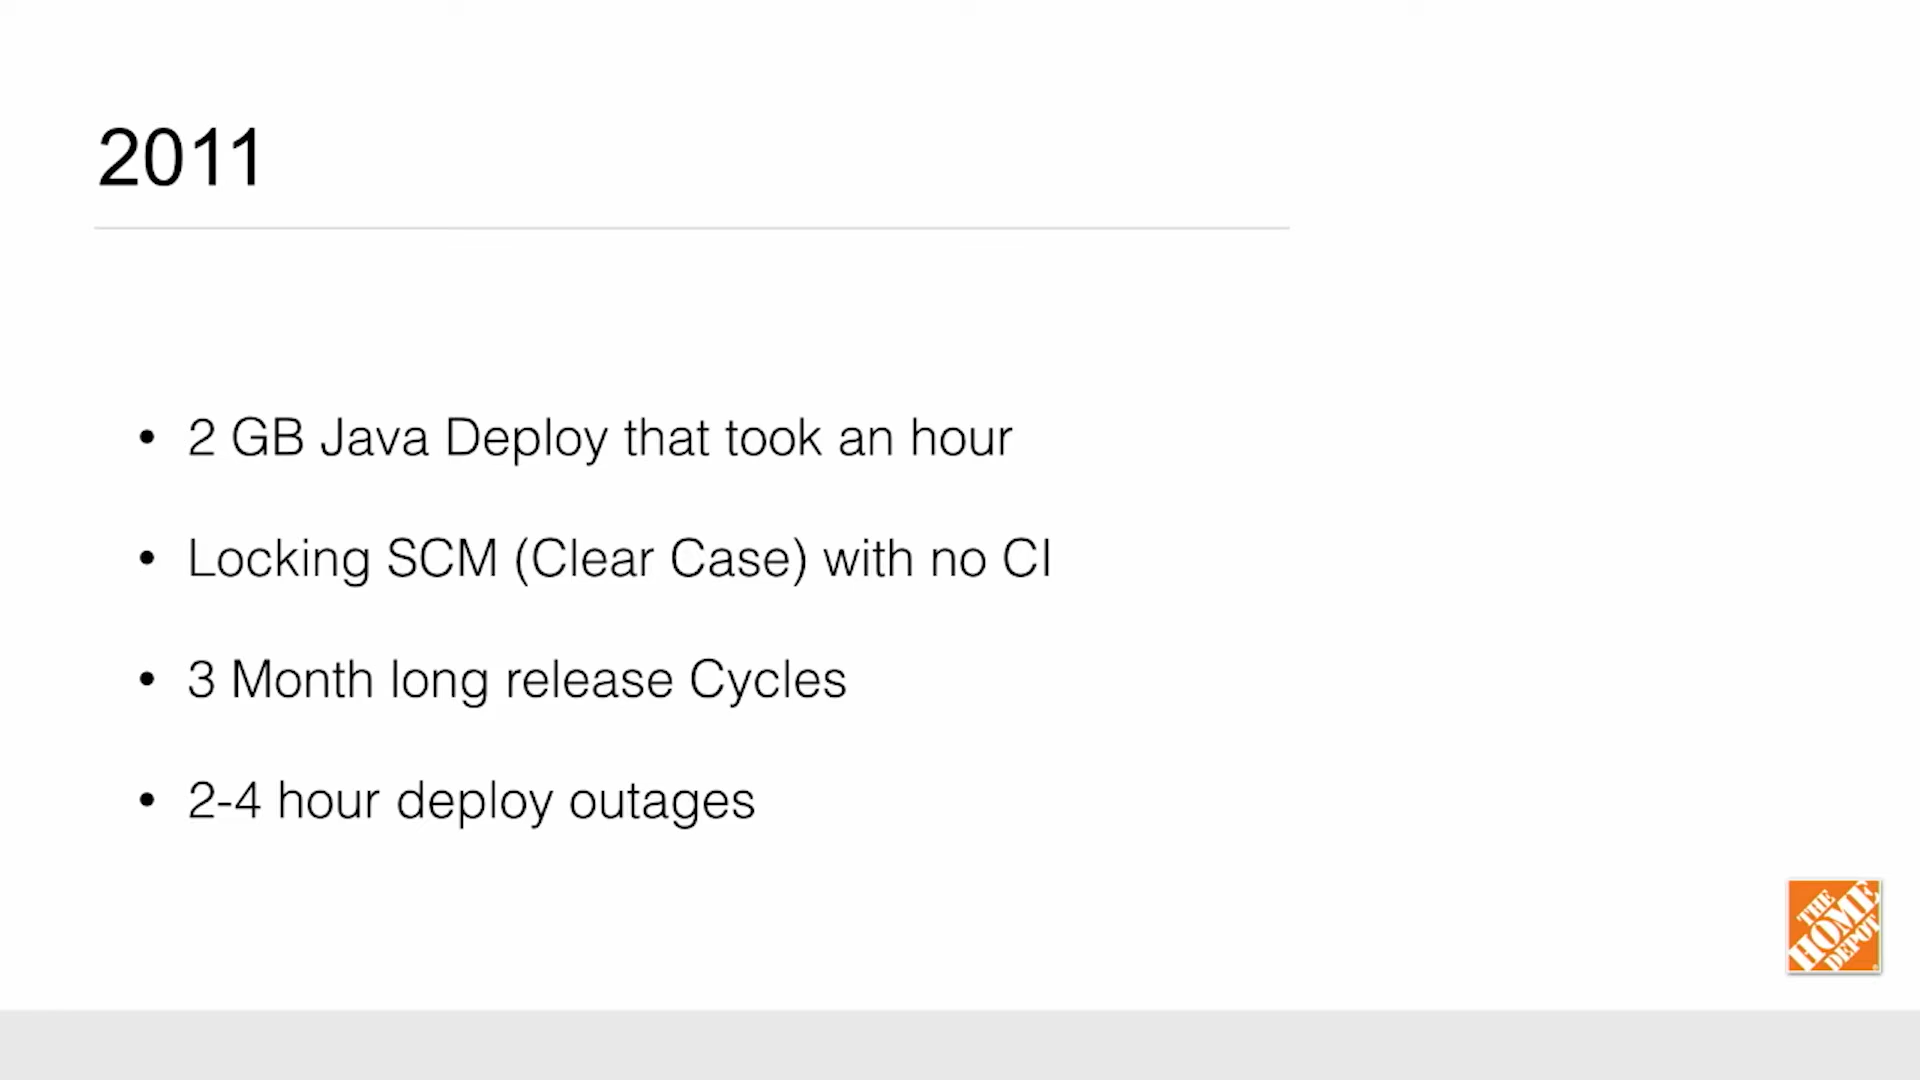 2011
• 2 GB Java Deploy that took an hour
• Locking SCM (Clear Case) with no CI
• 3 Month long release Cycles
• 2-4 hour deploy outages
THE
HOME
DEPOT